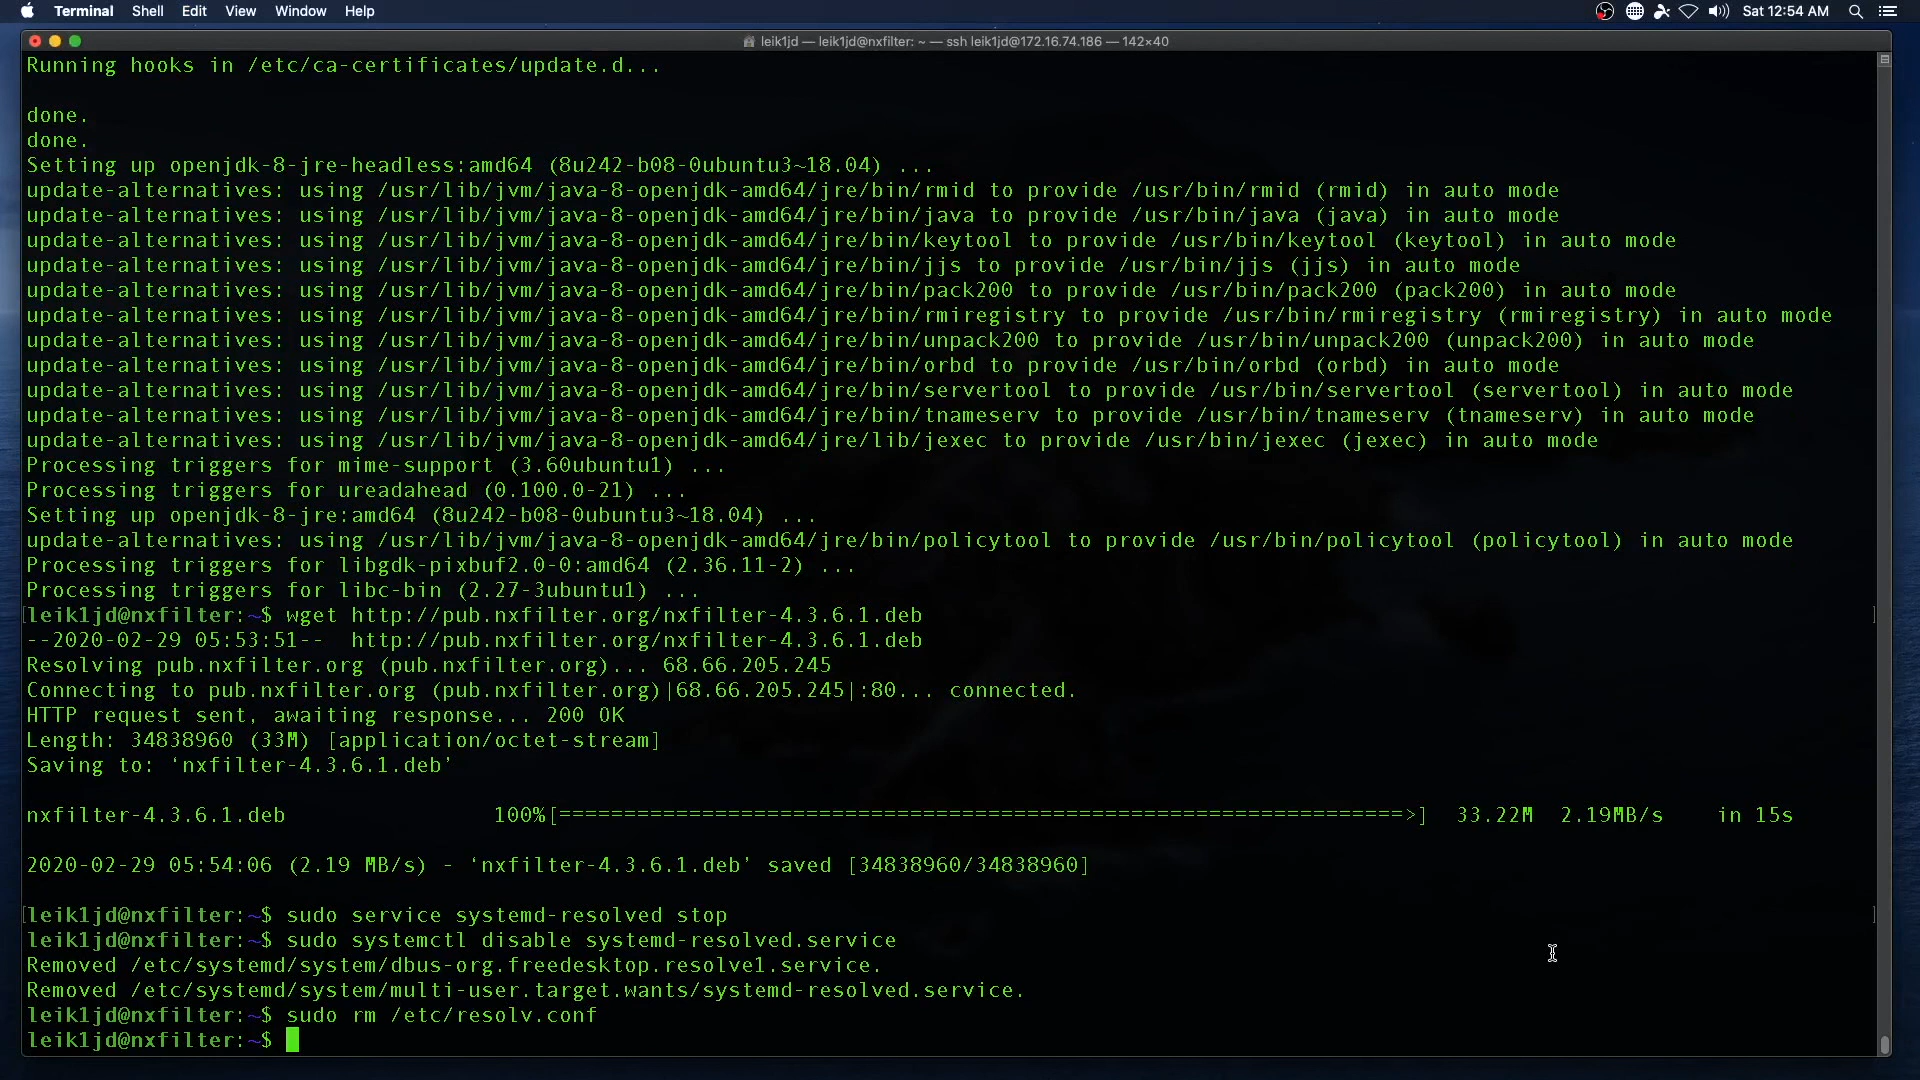 Terminal Shell Edit View Window Help Sat 12:54 AM
leik1jd — leik1jd@nxfilter: ~ — ssh leik1jd@172.16.74.186 — 142×40
Running hooks in /etc/ca-certificates/update.d...
done.
done.
Setting up openjdk-8-jre-headless:amd64 (8u242-b08-0ubuntu3~18.04) ...
update-alternatives: using /usr/lib/jvm/java-8-openjdk-amd64/jre/bin/rmid to provide /usr/bin/rmid (rmid) in auto mode
update-alternatives: using /usr/lib/jvm/java-8-openjdk-amd64/jre/bin/java to provide /usr/bin/java (java) in auto mode
update-alternatives: using /usr/lib/jvm/java-8-openjdk-amd64/jre/bin/keytool to provide /usr/bin/keytool (keytool) in auto mode
update-alternatives: using /usr/lib/jvm/java-8-openjdk-amd64/jre/bin/jjs to provide /usr/bin/jjs (jjs) in auto mode
update-alternatives: using /usr/lib/jvm/java-8-openjdk-amd64/jre/bin/pack200 to provide /usr/bin/pack200 (pack200) in auto mode
update-alternatives: using /usr/lib/jvm/java-8-openjdk-amd64/jre/bin/rmiregistry to provide /usr/bin/rmiregistry (rmiregistry) in auto mode
update-alternatives: using /usr/lib/jvm/java-8-openjdk-amd64/jre/bin/unpack200 to provide /usr/bin/unpack200 (unpack200) in auto mode
update-alternatives: using /usr/lib/jvm/java-8-openjdk-amd64/jre/bin/orbd to provide /usr/bin/orbd (orbd) in auto mode
update-alternatives: using /usr/lib/jvm/java-8-openjdk-amd64/jre/bin/servertool to provide /usr/bin/servertool (servertool) in auto mode
update-alternatives: using /usr/lib/jvm/java-8-openjdk-amd64/jre/bin/tnameserv to provide /usr/bin/tnameserv (tnameserv) in auto mode
update-alternatives: using /usr/lib/jvm/java-8-openjdk-amd64/jre/lib/jexec to provide /usr/bin/jexec (jexec) in auto mode
Processing triggers for mime-support (3.60ubuntu1) ...
Processing triggers for ureadahead (0.100.0-21) ...
Setting up openjdk-8-jre:amd64 (8u242-b08-0ubuntu3~18.04) ...
update-alternatives: using /usr/lib/jvm/java-8-openjdk-amd64/jre/bin/policytool to provide /usr/bin/policytool (policytool) in auto mode
Processing triggers for libgdk-pixbuf2.0-0:amd64 (2.36.11-2) ...
Processing triggers for libc-bin (2.27-3ubuntu1) ...
[leik1jd@nxfilter:~$ wget http://pub.nxfilter.org/nxfilter-4.3.6.1.deb ]
--2020-02-29 05:53:51--  http://pub.nxfilter.org/nxfilter-4.3.6.1.deb
Resolving pub.nxfilter.org (pub.nxfilter.org)... 68.66.205.245
Connecting to pub.nxfilter.org (pub.nxfilter.org)|68.66.205.245|:80... connected.
HTTP request sent, awaiting response... 200 OK
Length: 34838960 (33M) [application/octet-stream]
Saving to: ‘nxfilter-4.3.6.1.deb’
nxfilter-4.3.6.1.deb 100%[=================================================================>] 33.22M 2.19MB/s in 15s
2020-02-29 05:54:06 (2.19 MB/s) - ‘nxfilter-4.3.6.1.deb’ saved [34838960/34838960]
[leik1jd@nxfilter:~$ sudo service systemd-resolved stop ]
leik1jd@nxfilter:~$ sudo systemctl disable systemd-resolved.service
Removed /etc/systemd/system/dbus-org.freedesktop.resolve1.service.
Removed /etc/systemd/system/multi-user.target.wants/systemd-resolved.service.
leik1jd@nxfilter:~$ sudo rm /etc/resolv.conf
leik1jd@nxfilter:~$